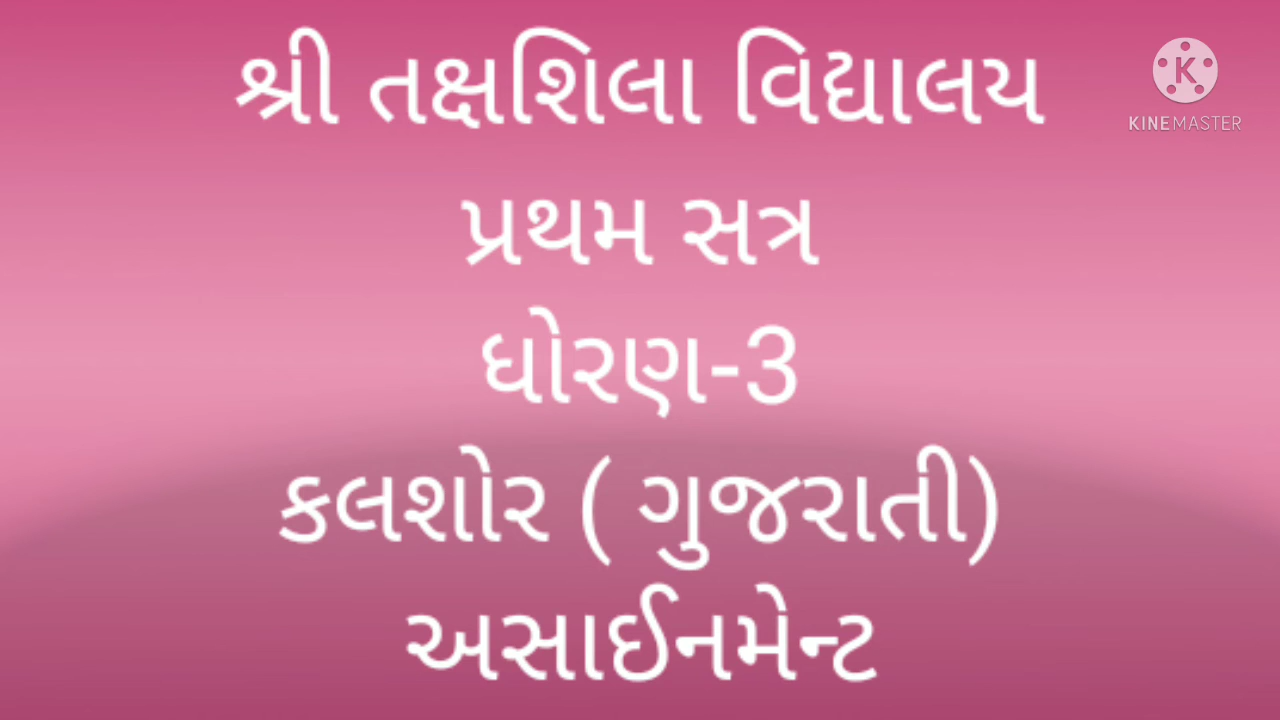 શ્રી તક્ષશિલા વિદ્યાલય
પ્રથમ સત્ર
ધોરણ-3
કલશોર ( ગુજરાતી)
અસાઈનમેન્ટ
K
KINEMASTER